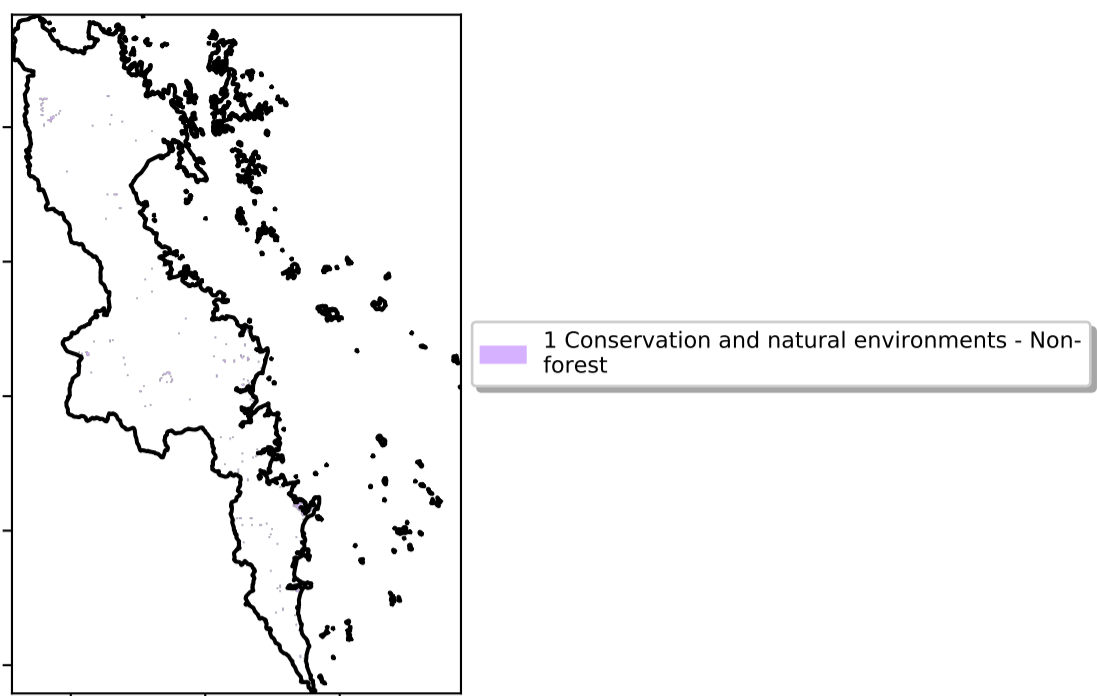 1 Conservation and natural environments - Non-
forest